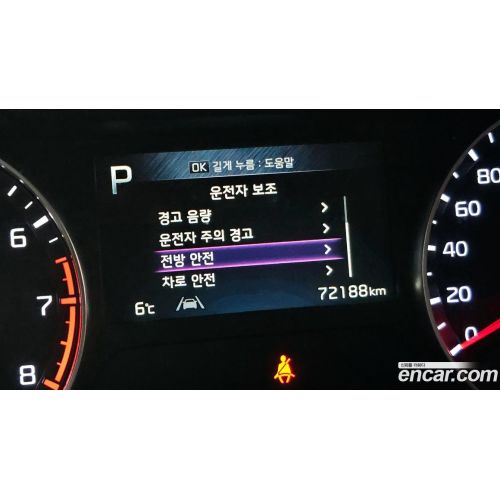 P
OK 길게 누름 : 도움말
운전자 보조
경고 음량 >
운전자 주의 경고 >
전방 안전 >
차로 안전 >
6℃
72188km
6
7
8
80
60
40
20
0
encar.com